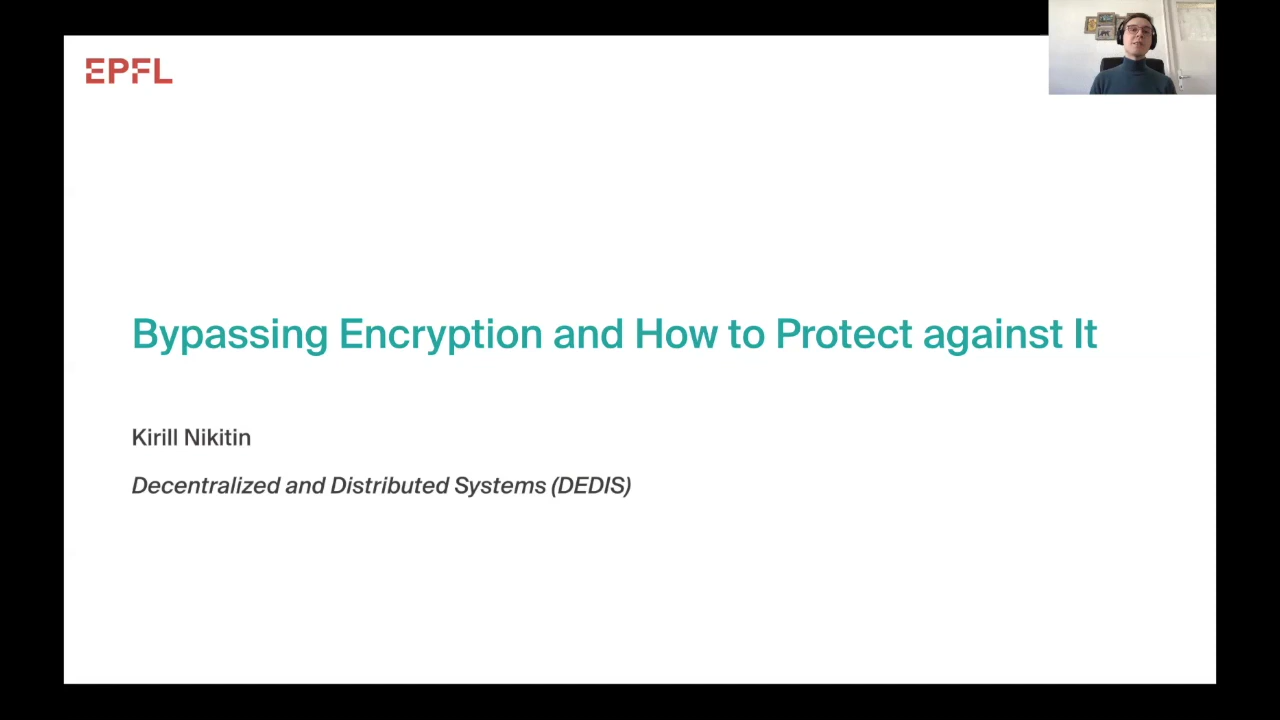 EPFL
Bypassing Encryption and How to Protect against It
Kirill Nikitin
Decentralized and Distributed Systems (DEDIS)